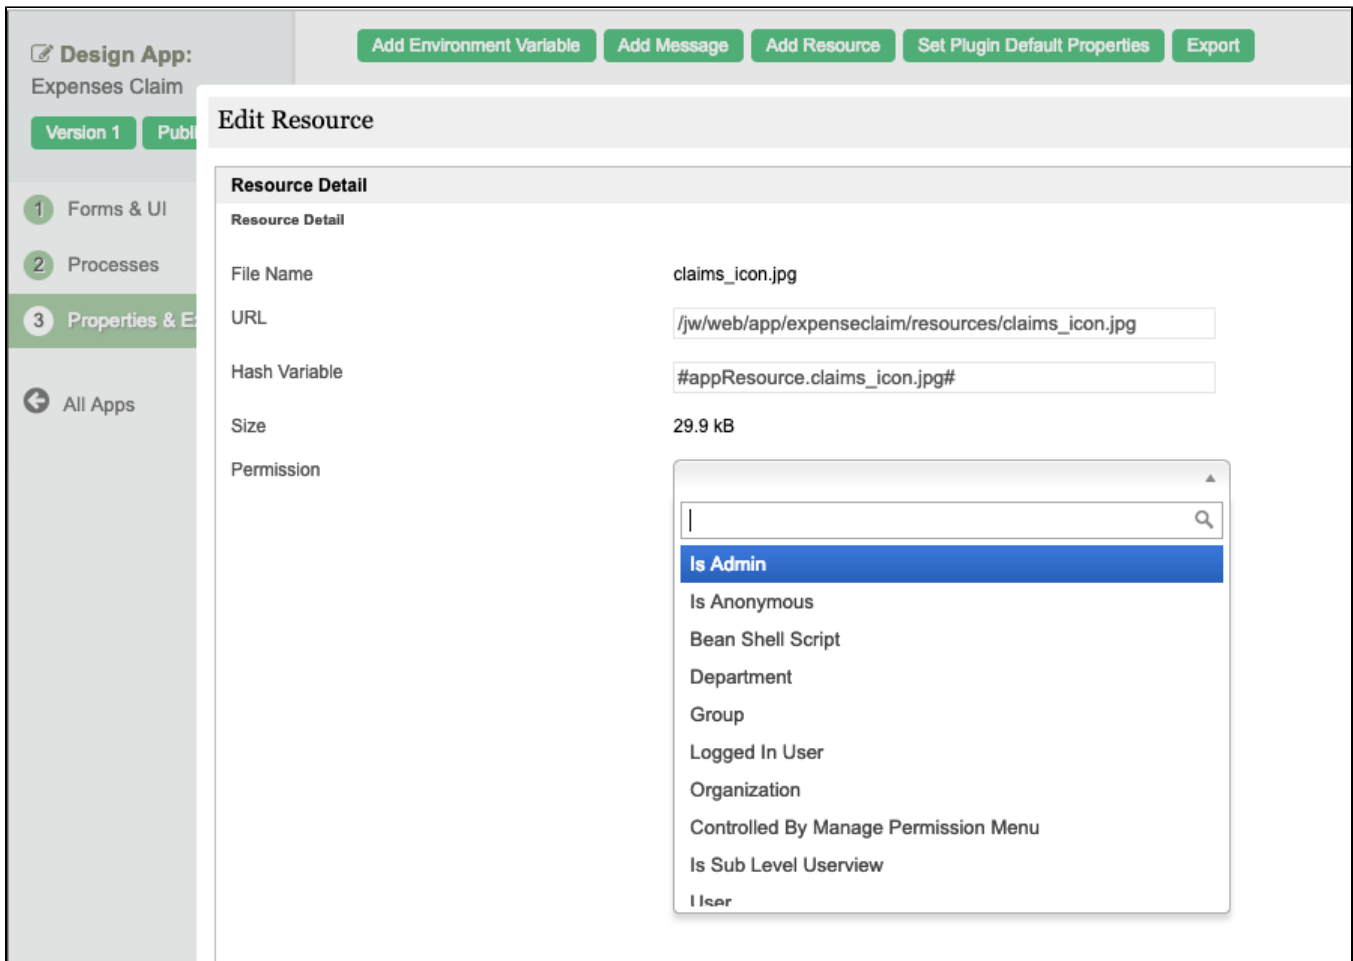 Design App:
Expenses Claim
Version 1
Add Environment Variable
Add Message
Add Resource
Set Plugin Default Properties
Export
1 Forms & UI
2 Processes
3 Properties &
All Apps
Edit Resource
Resource Detail
Resource Detail
File Name claims_icon.jpg
URL /jw/web/app/expenseclaim/resources/claims_icon.jpg
Hash Variable #appResource.claims_icon.jpg#
Size 29.9 kB
Permission
Is Admin
Is Anonymous
Bean Shell Script
Department
Group
Logged In User
Organization
Controlled By Manage Permission Menu
Is Sub Level Userview
User